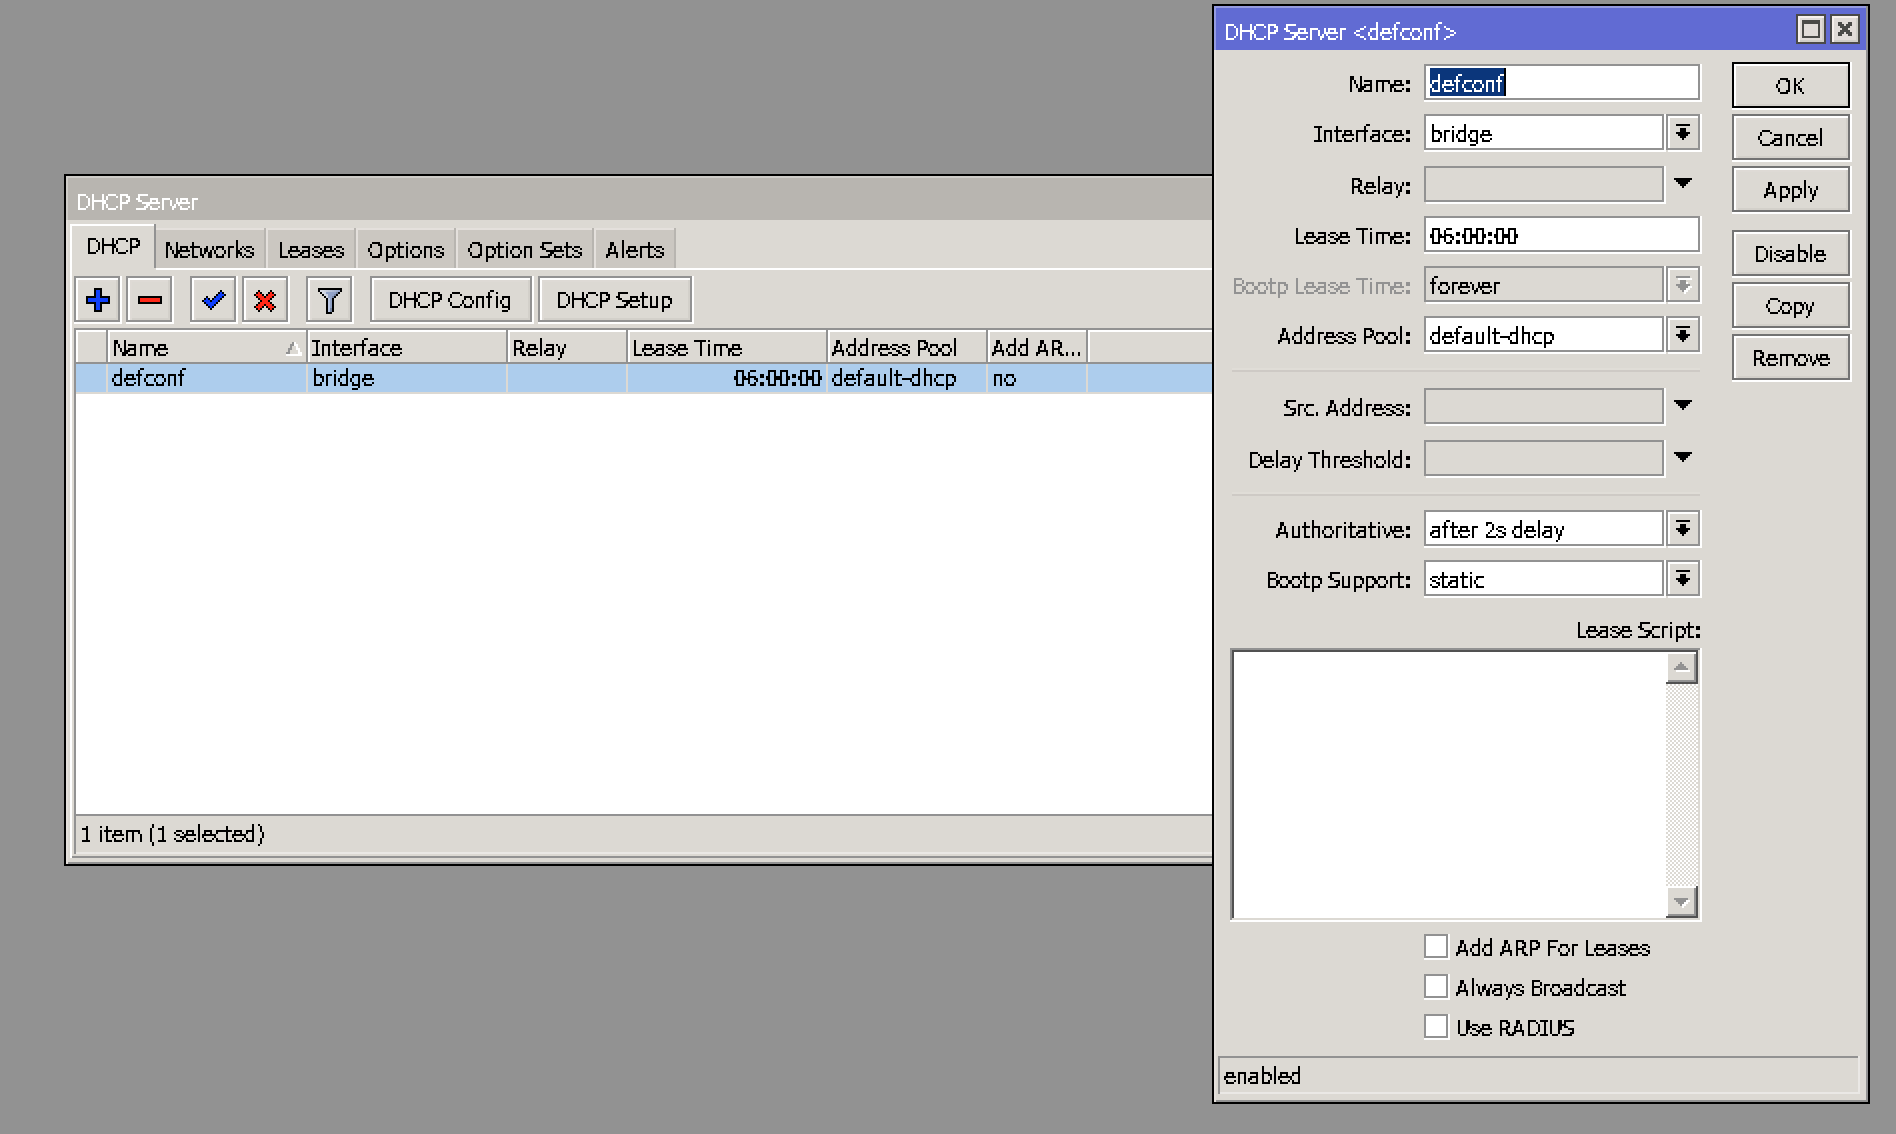 DHCP Server
DHCP Networks Leases Options Option Sets Alerts
DHCP Config DHCP Setup
Name Interface Relay Lease Time Address Pool Add AR...
defconf bridge 06:00:00 default-dhcp no
1 item (1 selected)
DHCP Server <defconf>
Name: defconf
Interface: bridge
Relay:
Lease Time: 06:00:00
Bootp Lease Time: forever
Address Pool: default-dhcp
Src. Address:
Delay Threshold:
Authoritative: after 2s delay
Bootp Support: static
Lease Script:
Add ARP For Leases
Always Broadcast
Use RADIUS
enabled
OK
Cancel
Apply
Disable
Copy
Remove